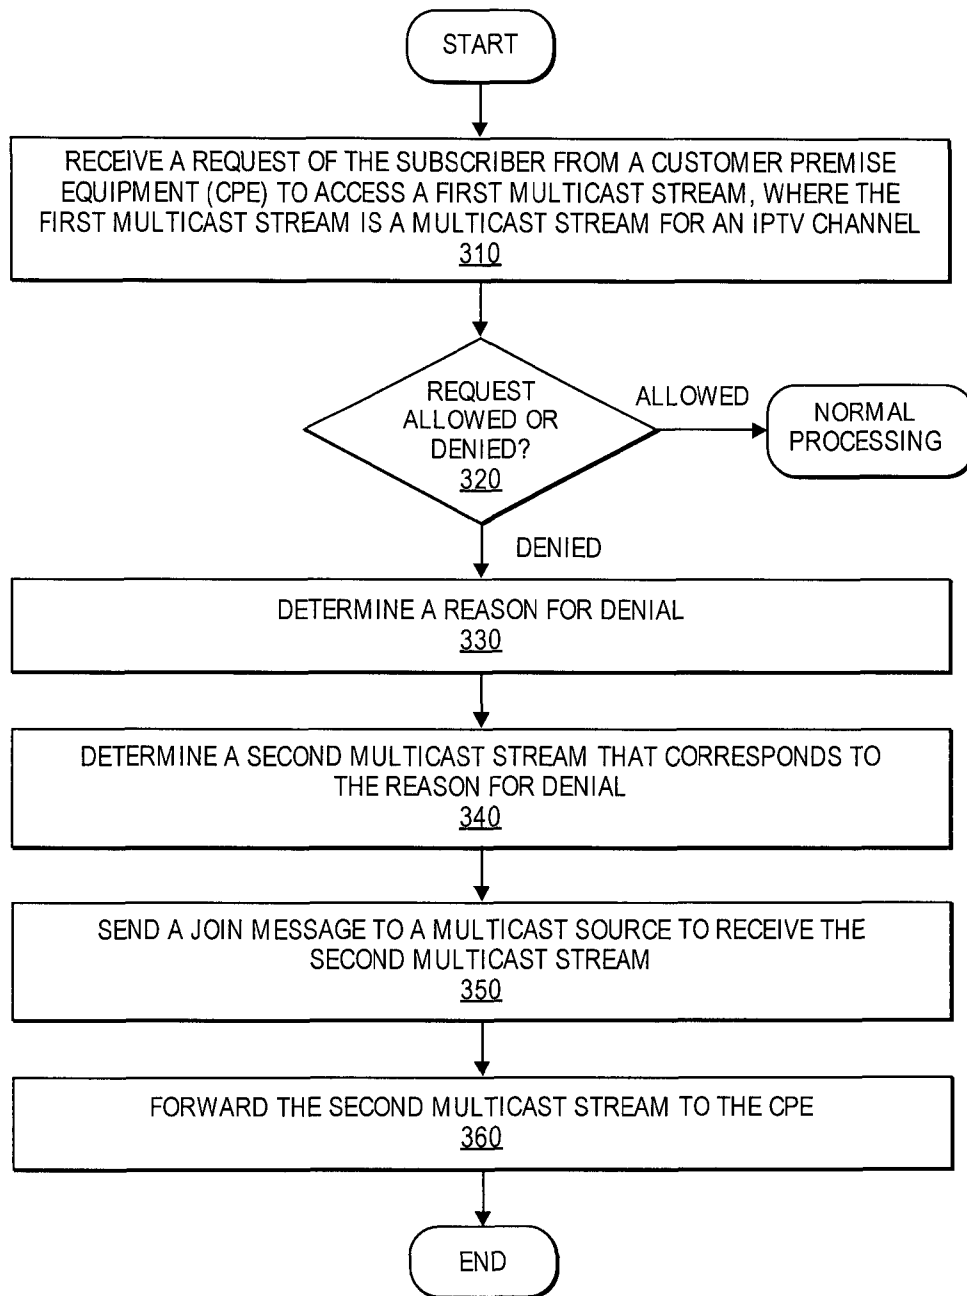 START
RECEIVE A REQUEST OF THE SUBSCRIBER FROM A CUSTOMER PREMISE
EQUIPMENT (CPE) TO ACCESS A FIRST MULTICAST STREAM, WHERE THE
FIRST MULTICAST STREAM IS A MULTICAST STREAM FOR AN IPTV CHANNEL
310
REQUEST
ALLOWED OR
DENIED?
320
ALLOWED
NORMAL
PROCESSING
DENIED
DETERMINE A REASON FOR DENIAL
330
DETERMINE A SECOND MULTICAST STREAM THAT CORRESPONDS TO
THE REASON FOR DENIAL
340
SEND A JOIN MESSAGE TO A MULTICAST SOURCE TO RECEIVE THE
SECOND MULTICAST STREAM
350
FORWARD THE SECOND MULTICAST STREAM TO THE CPE
360
END